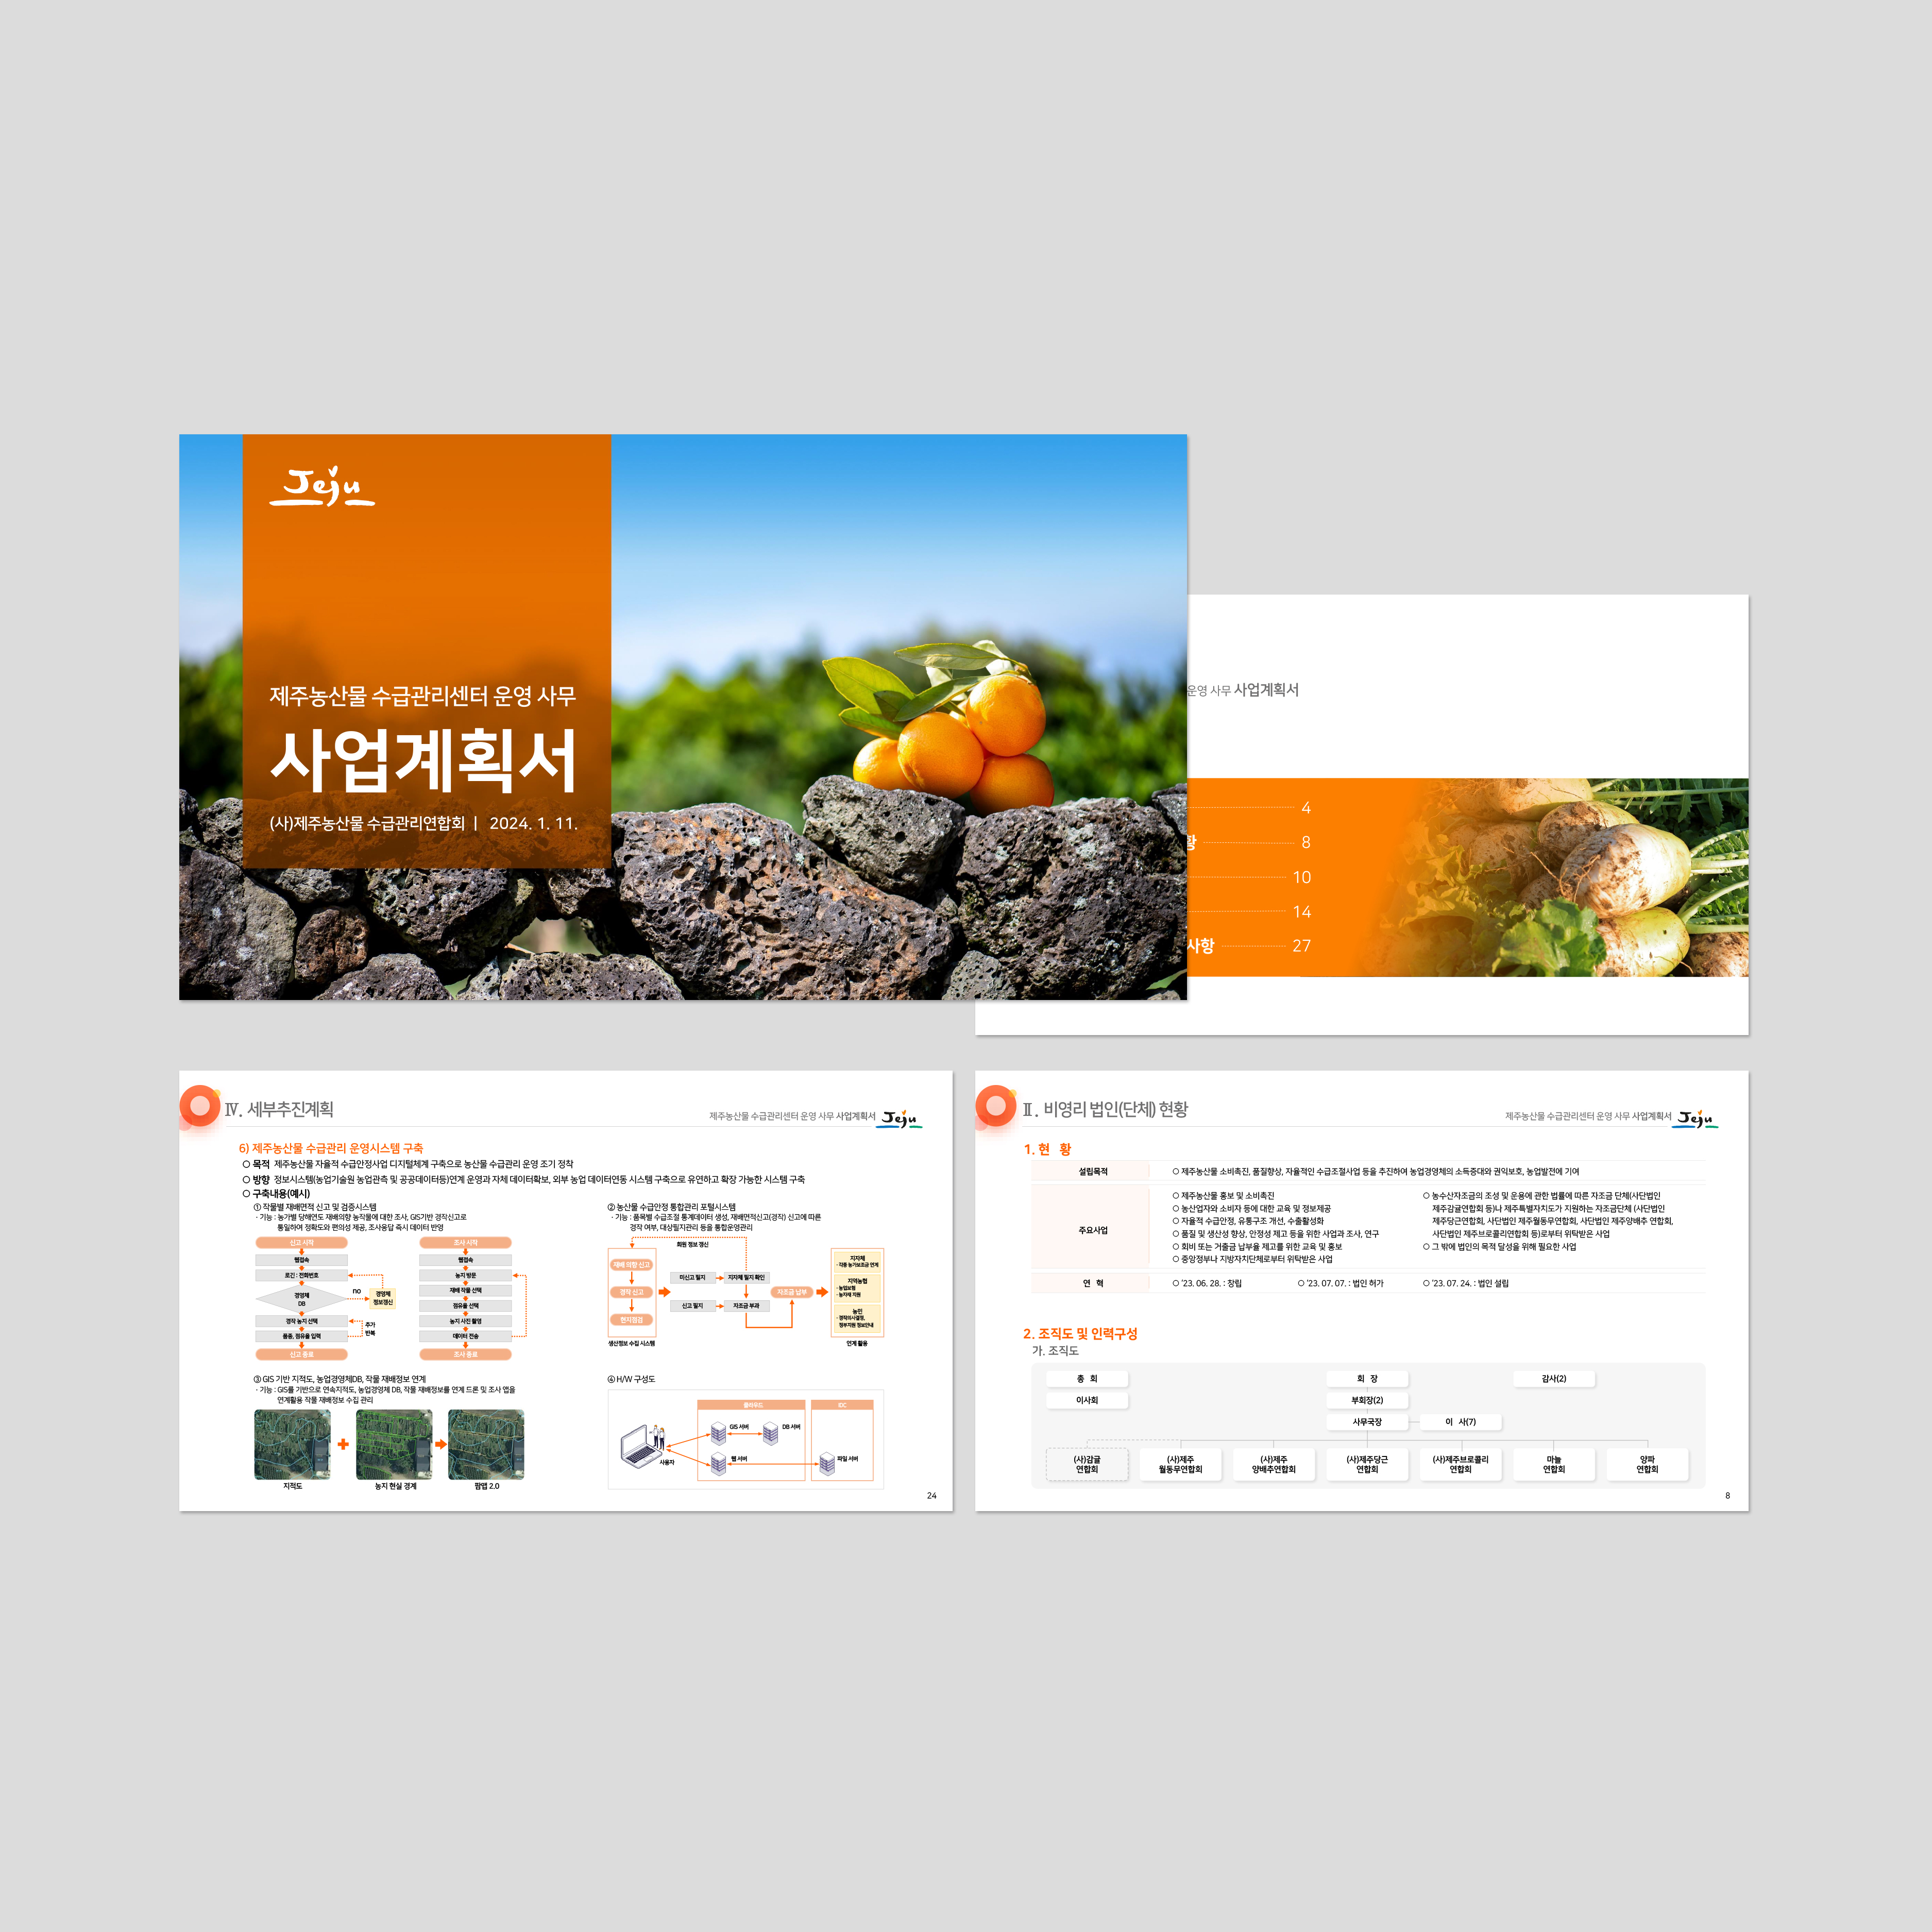 Jeju
제주농산물 수급관리센터 운영 사무
사업계획서
(사)제주농산물 수급관리연합회 | 2024. 1. 11.
운영 사무 사업계획서
4
황 8
10
14
사항 27
Ⅳ. 세부추진계획
제주농산물 수급관리센터 운영 사무 사업계획서 Jeju
6) 제주농산물 수급관리 운영시스템 구축
○ 목적 제주농산물 자율적 수급안정사업 디지털체계 구축으로 농산물 수급관리 운영 조기 정착
○ 방향 정보시스템(농업기술원 농업관측 및 공공데이터등)연계 운영과 자체 데이터확보, 외부 농업 데이터연동 시스템 구축으로 유연하고 확장 가능한 시스템 구축
○ 구축내용(예시)
① 작물별 재배면적 신고 및 검증시스템
· 기능 : 농가별 당해연도 재배의향 농작물에 대한 조사, GIS기반 경작신고로
통일하여 정확도와 편의성 제공, 조사응답 즉시 데이터 반영
신고 시작
웹접속
로긴 : 전화번호
경영체
DB
no
경영체
정보갱신
경작 농지 선택
품종, 점유율 입력
추가
반복
신고 종료
조사 시작
웹접속
농지 방문
재배 작물 선택
점유율 선택
농지 사진 촬영
데이터 전송
조사 종료
② 농산물 수급안정 통합관리 포털시스템
· 기능 : 품목별 수급조절 통계데이터 생성, 재배면적신고(경작) 신고에 따른
경작 여부, 대상필지관리 등을 통합운영관리
회원 정보 갱신
재배 의향 신고
경작 신고
현지점검
생산정보 수집 시스템
미신고 필지
지자체 필지 확인
신고 필지
자조금 부과
자조금 납부
지자체
· 각종 농가보조금 연계
지역농협
· 농업보험
· 농자재 지원
농민
· 경작의사결정,
정부지원 정보안내
연계 활용
③ GIS 기반 지적도, 농업경영체DB, 작물 재배정보 연계
· 기능 : GIS를 기반으로 연속지적도, 농업경영체 DB, 작물 재배정보를 연계 드론 및 조사 앱을
연계활용 작물 재배정보 수집 관리
지적도
농지 현실 경계
팜맵 2.0
④ H/W 구성도
클라우드
IDC
GIS 서버
DB 서버
사용자
웹 서버
파일 서버
24
Ⅱ. 비영리 법인(단체) 현황
제주농산물 수급관리센터 운영 사무 사업계획서 Jeju
1. 현 황
설립목적
○ 제주농산물 소비촉진, 품질향상, 자율적인 수급조절사업 등을 추진하여 농업경영체의 소득증대와 권익보호, 농업발전에 기여
주요사업
○ 제주농산물 홍보 및 소비촉진
○ 농산업자와 소비자 등에 대한 교육 및 정보제공
○ 자율적 수급안정, 유통구조 개선, 수출활성화
○ 품질 및 생산성 향상, 안정성 제고 등을 위한 사업과 조사, 연구
○ 회비 또는 거출금 납부율 제고를 위한 교육 및 홍보
○ 중앙정부나 지방자치단체로부터 위탁받은 사업
○ 농수산자조금의 조성 및 운용에 관한 법률에 따른 자조금 단체(사단법인
제주감귤연합회 등)나 제주특별자치도가 지원하는 자조금단체 (사단법인
제주당근연합회, 사단법인 제주월동무연합회, 사단법인 제주양배추 연합회,
사단법인 제주브로콜리연합회 등)로부터 위탁받은 사업
○ 그 밖에 법인의 목적 달성을 위해 필요한 사업
연 혁
○ '23. 06. 28. : 창립
○ '23. 07. 07. : 법인 허가
○ '23. 07. 24. : 법인 설립
2. 조직도 및 인력구성
가. 조직도
총 회
이사회
회 장
부회장(2)
사무국장
이 사(7)
감사(2)
(사)감귤
연합회
(사)제주
월동무연합회
(사)제주
양배추연합회
(사)제주당근
연합회
(사)제주브로콜리
연합회
마늘
연합회
양파
연합회
8